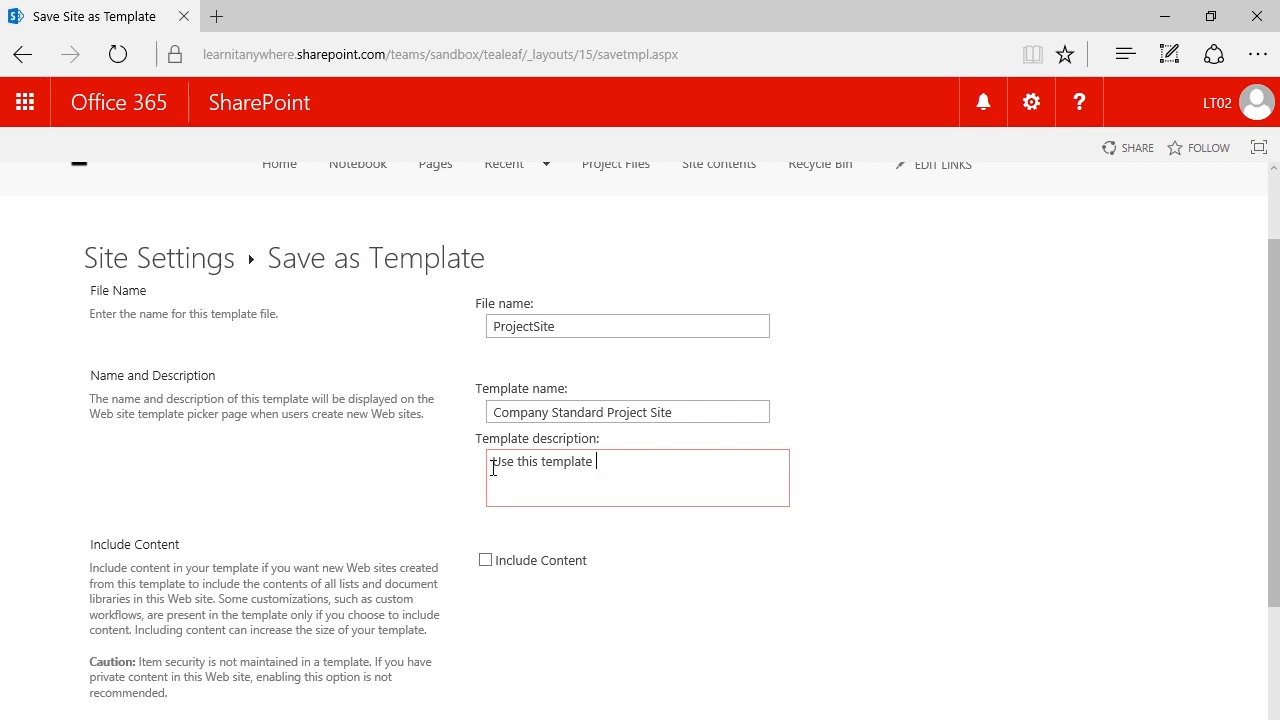 Save Site as Template
learnitanywhere.sharepoint.com/teams/sandbox/tealeaf/_layouts/15/savetmpl.aspx
Office 365 SharePoint ? LT02
SHARE FOLLOW
Home Notebook Pages Recent Project Files Site contents Recycle Bin EDIT LINKS
Site Settings ▸ Save as Template
File Name
Enter the name for this template file.
File name:
ProjectSite
Name and Description
The name and description of this template will be displayed on the
Web site template picker page when users create new Web sites.
Template name:
Company Standard Project Site
Template description:
Use this template
Include Content
Include content in your template if you want new Web sites created
from this template to include the contents of all lists and document
libraries in this Web site. Some customizations, such as custom
workflows, are present in the template only if you choose to include
content. Including content can increase the size of your template.
Caution: Item security is not maintained in a template. If you have
private content in this Web site, enabling this option is not
recommended.
Include Content